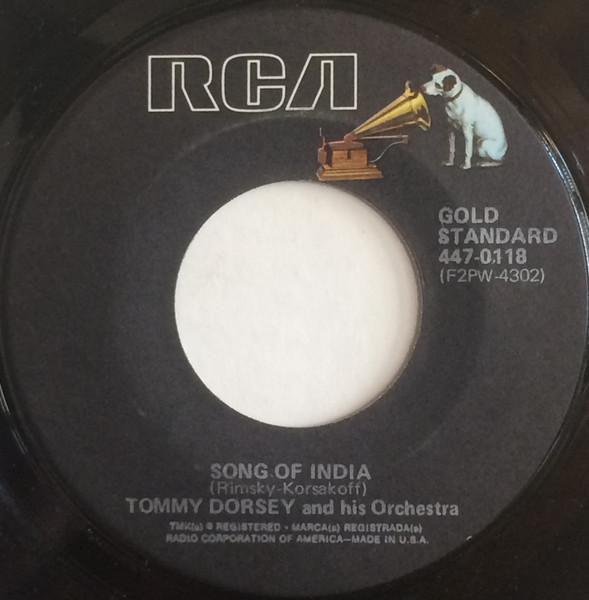 RCA
GOLD
STANDARD
447-0118
(F2PW-4302)
SONG OF INDIA
(Rimsky-Korsakoff)
TOMMY DORSEY and his Orchestra
TMK(s) ® REGISTERED • MARCA(s) REGISTRADA(s)
RADIO CORPORATION OF AMERICA—MADE IN U.S.A.